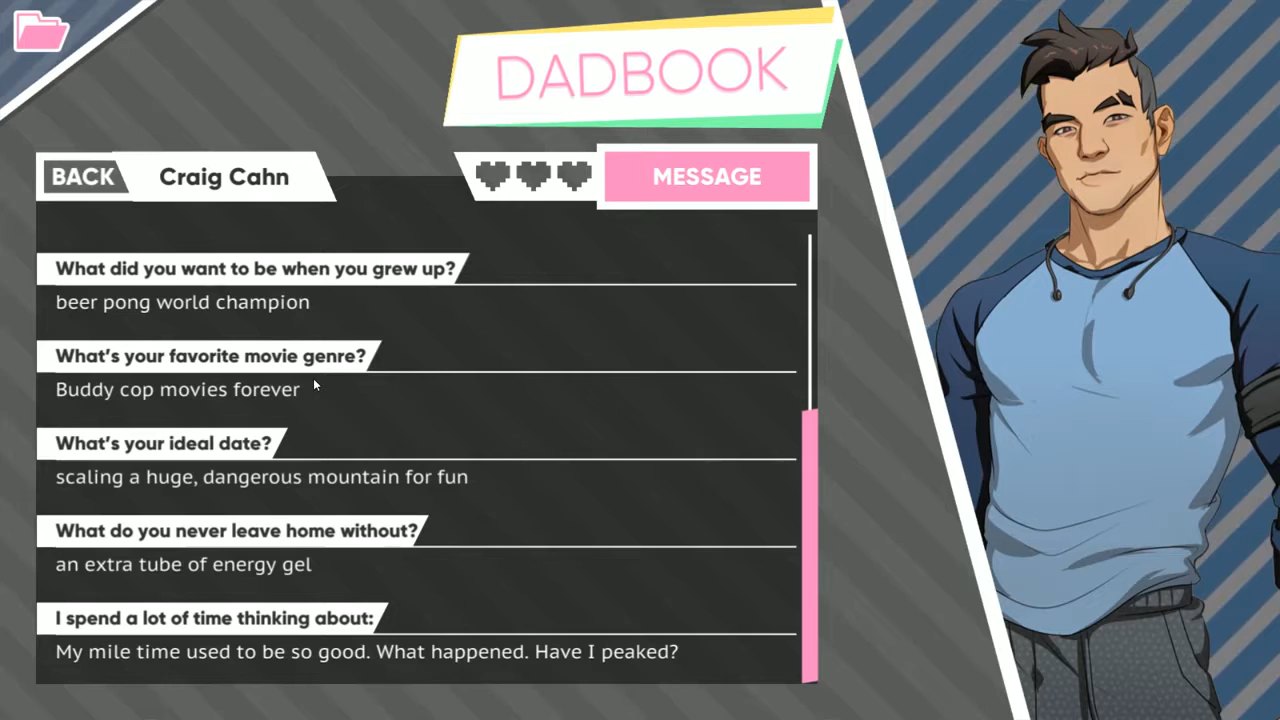 DADBOOK
BACK
Craig Cahn
MESSAGE
What did you want to be when you grew up?
beer pong world champion
What's your favorite movie genre?
Buddy cop movies forever
What's your ideal date?
scaling a huge, dangerous mountain for fun
What do you never leave home without?
an extra tube of energy gel
I spend a lot of time thinking about:
My mile time used to be so good. What happened. Have I peaked?